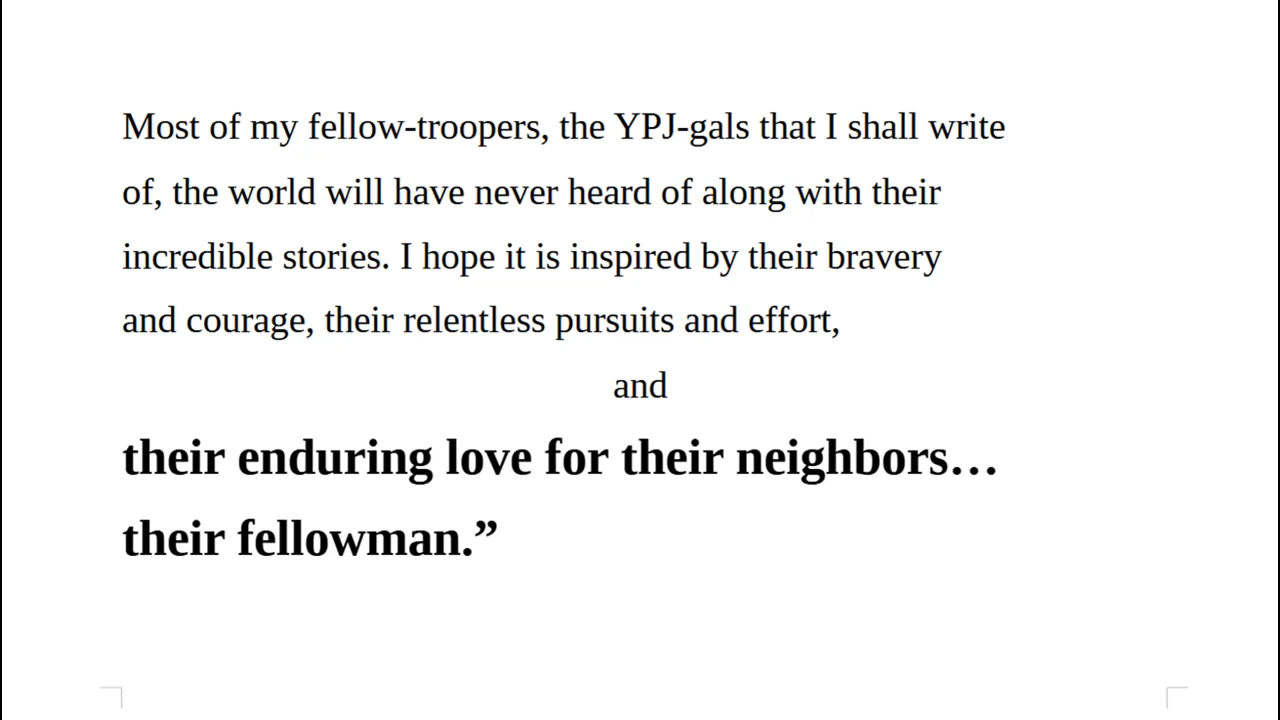 Most of my fellow-troopers, the YPJ-gals that I shall write
of, the world will have never heard of along with their
incredible stories. I hope it is inspired by their bravery
and courage, their relentless pursuits and effort,
and
their enduring love for their neighbors…
their fellowman.”